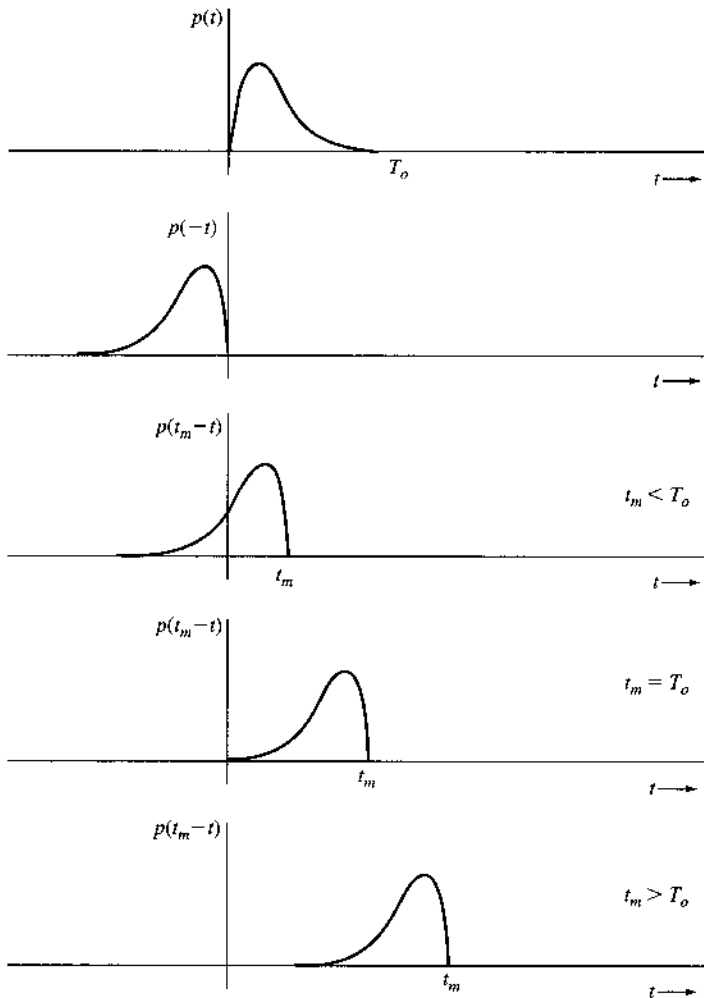 p(t)
T_o
t
p(−t)
t
p(t_m−t)
t_m < T_o
t_m
t
p(t_m−t)
t_m = T_o
t_m
t
p(t_m−t)
t_m > T_o
t_m
t